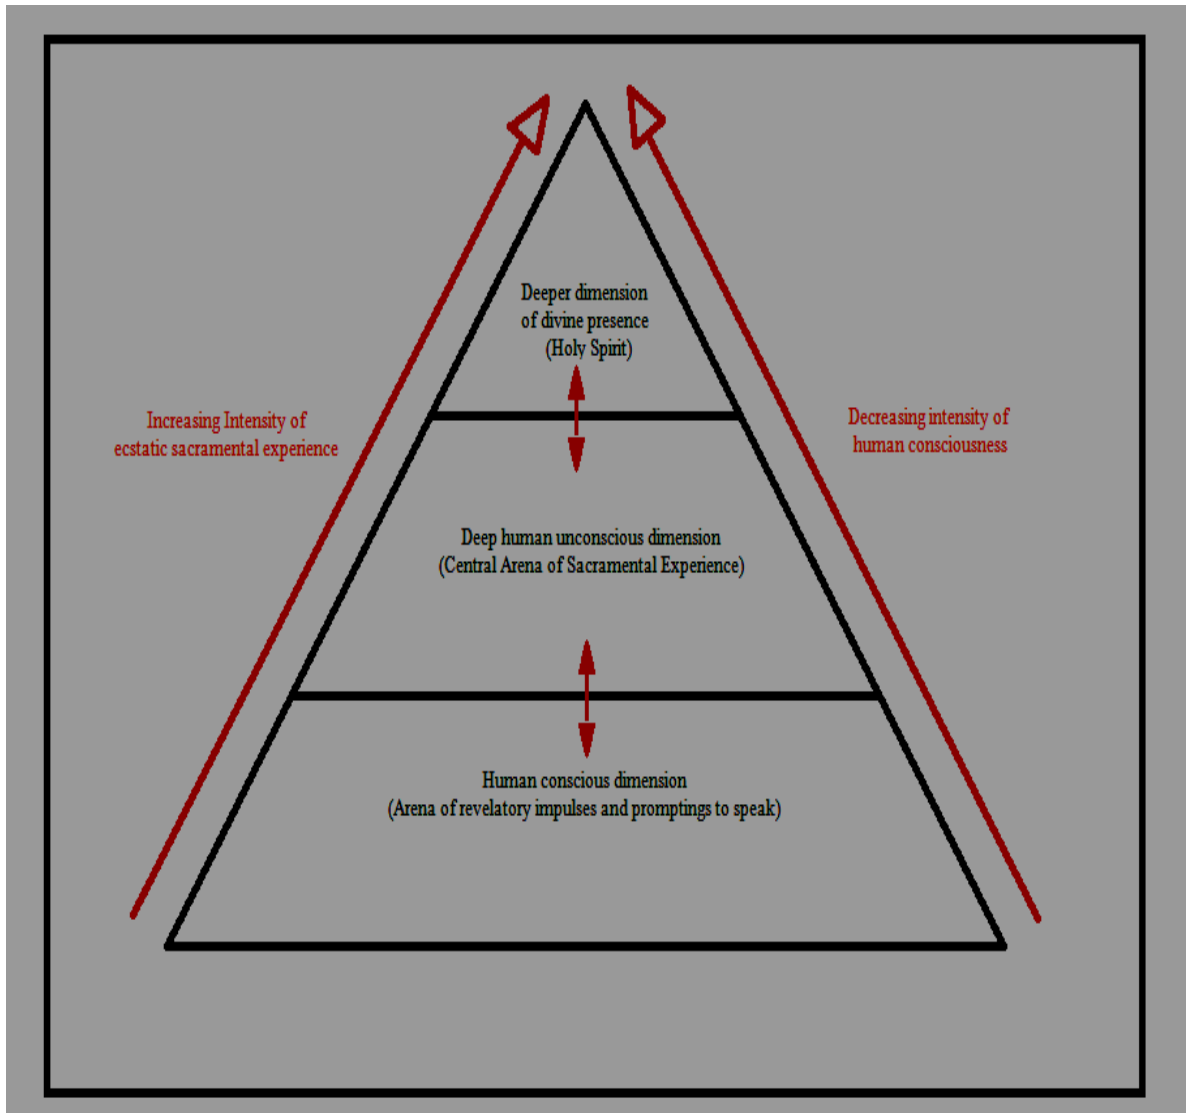 Deeper dimension
of divine presence
(Holy Spirit)
Increasing Intensity of
ecstatic sacramental experience
Decreasing intensity of
human consciousness
Deep human unconscious dimension
(Central Arena of Sacramental Experience)
Human conscious dimension
(Arena of revelatory impulses and promptings to speak)